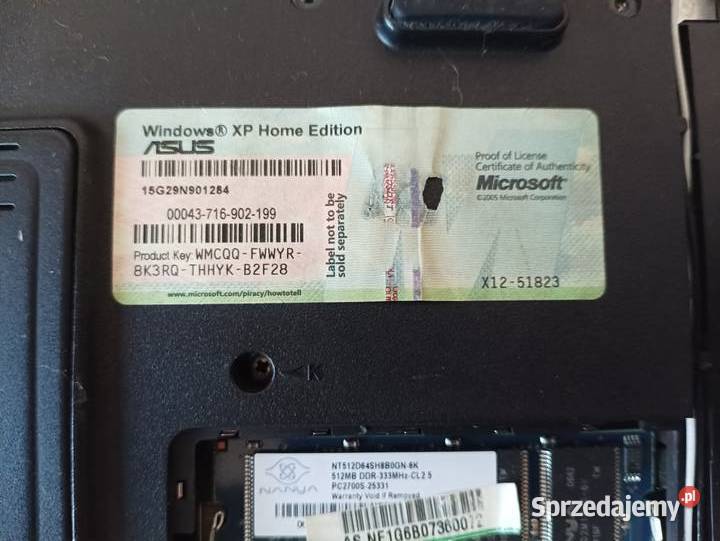 Windows® XP Home Edition
ASUS
15G29N901284
00043-716-902-199
Product Key: WMCQQ-FWWYR-
8K3RQ-THHYK-B2F28
www.microsoft.com/piracy/howtotell
Label not to be
sold separately
Proof of License
Certificate of Authenticity
Microsoft®
©2005 Microsoft Corporation
X12-51823
K
NT512D64SH8B0GN-6K
512MB DDR-333MHz-CL2.5
PC2700S-25331
Warranty Void If Removed
NANYA
Sprzedajemy.pl